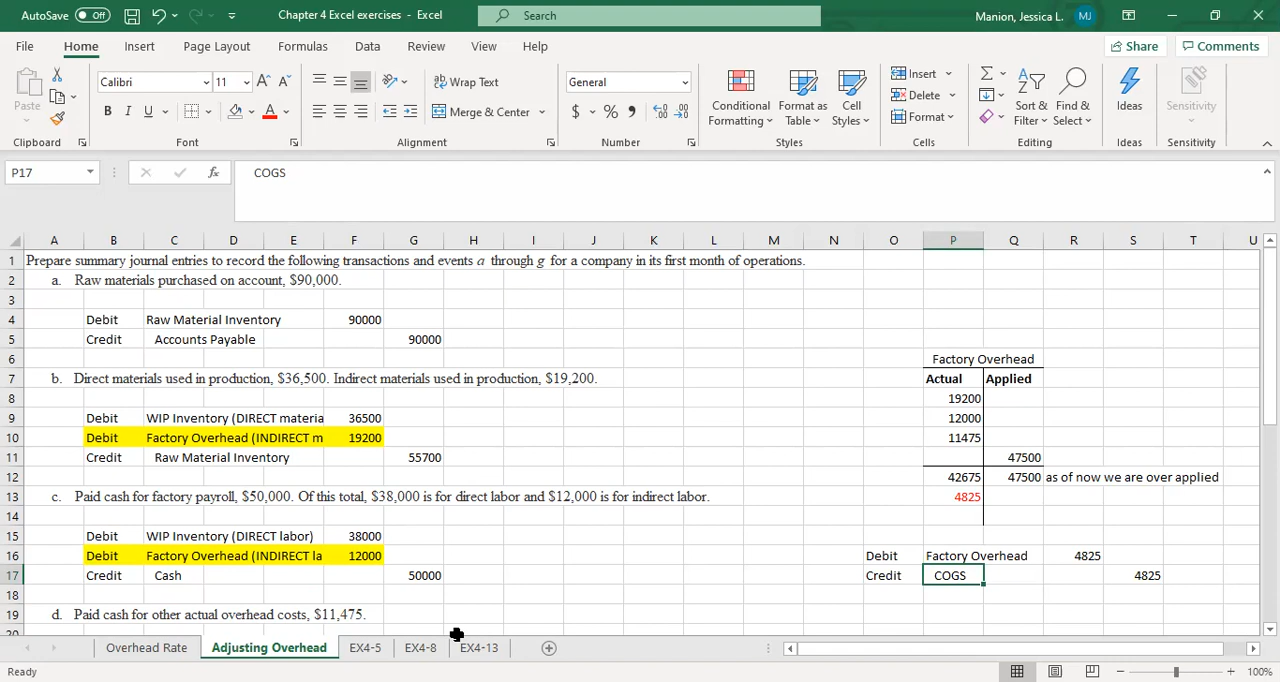 AutoSave Off Chapter 4 Excel exercises - Excel Search Manion, Jessica L. MJ
File Home Insert Page Layout Formulas Data Review View Help Share Comments
Paste Calibri 11 A A Wrap Text General Conditional Formatting Format as Table Cell Styles Insert Delete Format Sort & Filter Find & Select Ideas Sensitivity
B I U A Merge & Center $ % ,
Clipboard Font Alignment Number Styles Cells Editing Ideas Sensitivity
P17 fx COGS
A B C D E F G H I J K L M N O P Q R S T U
1 Prepare summary journal entries to record the following transactions and events a through g for a company in its first month of operations.
2 a. Raw materials purchased on account, $90,000.
3
4 Debit Raw Material Inventory 90000
5 Credit Accounts Payable 90000
6 Factory Overhead
7 b. Direct materials used in production, $36,500. Indirect materials used in production, $19,200. Actual Applied
8 19200
9 Debit WIP Inventory (DIRECT materia 36500 12000
10 Debit Factory Overhead (INDIRECT m 19200 11475
11 Credit Raw Material Inventory 55700 47500
12 42675 47500 as of now we are over applied
13 c. Paid cash for factory payroll, $50,000. Of this total, $38,000 is for direct labor and $12,000 is for indirect labor. 4825
14
15 Debit WIP Inventory (DIRECT labor) 38000
16 Debit Factory Overhead (INDIRECT la 12000 Debit Factory Overhead 4825
17 Credit Cash 50000 Credit COGS 4825
18
19 d. Paid cash for other actual overhead costs, $11,475.
20
Overhead Rate Adjusting Overhead EX4-5 EX4-8 EX4-13
Ready 100%